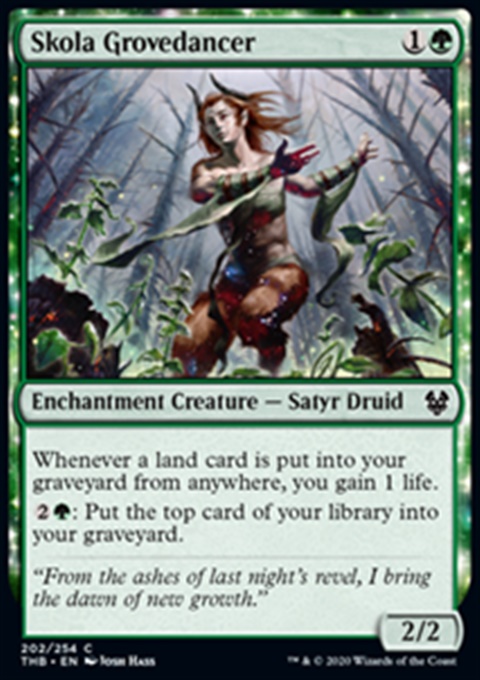 Skola Grovedancer 1
Enchantment Creature — Satyr Druid
Whenever a land card is put into your
graveyard from anywhere, you gain 1 life.
2: Put the top card of your library into
your graveyard.
“From the ashes of last night’s revel, I bring
the dawn of new growth.”
2/2
202/254 C
THB • EN Josh Hass
™ & © 2020 Wizards of the Coast